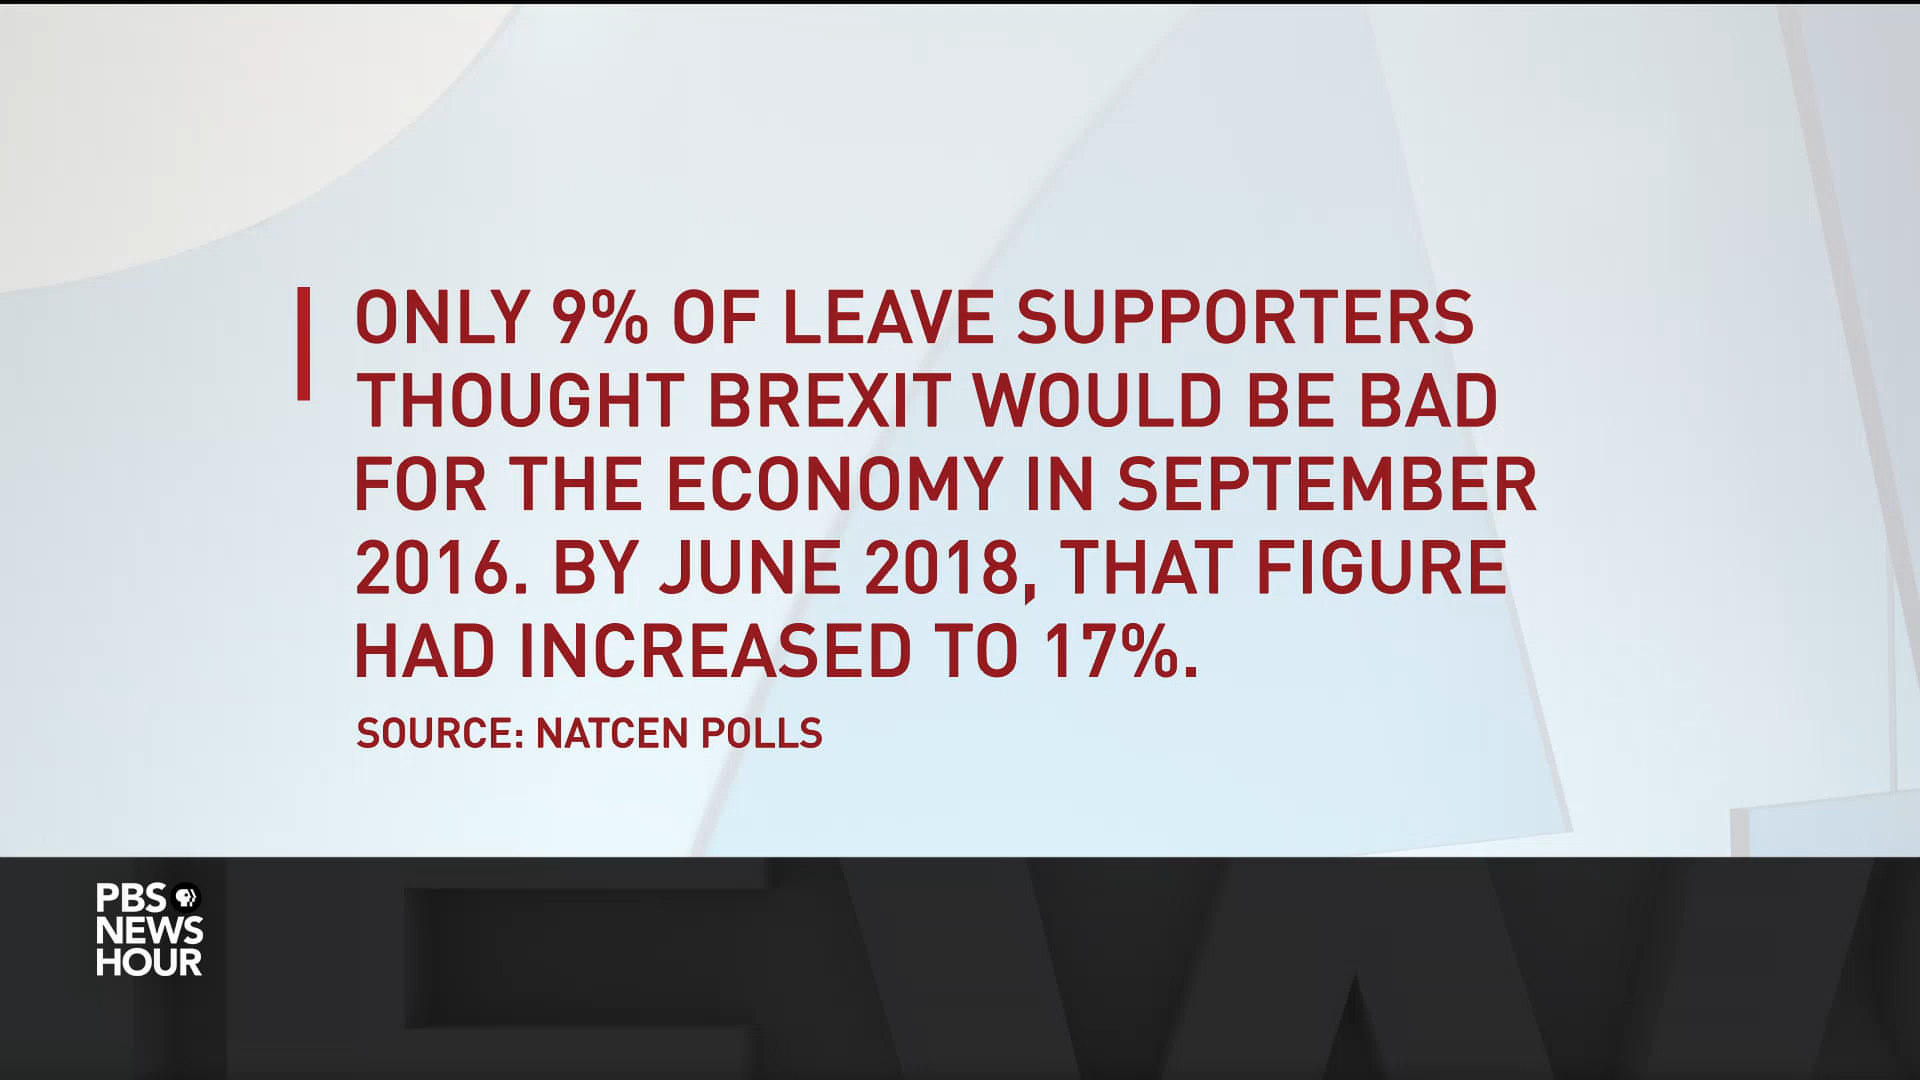 ONLY 9% OF LEAVE SUPPORTERS
THOUGHT BREXIT WOULD BE BAD
FOR THE ECONOMY IN SEPTEMBER
2016. BY JUNE 2018, THAT FIGURE
HAD INCREASED TO 17%.
SOURCE: NATCEN POLLS
PBS
NEWS
HOUR